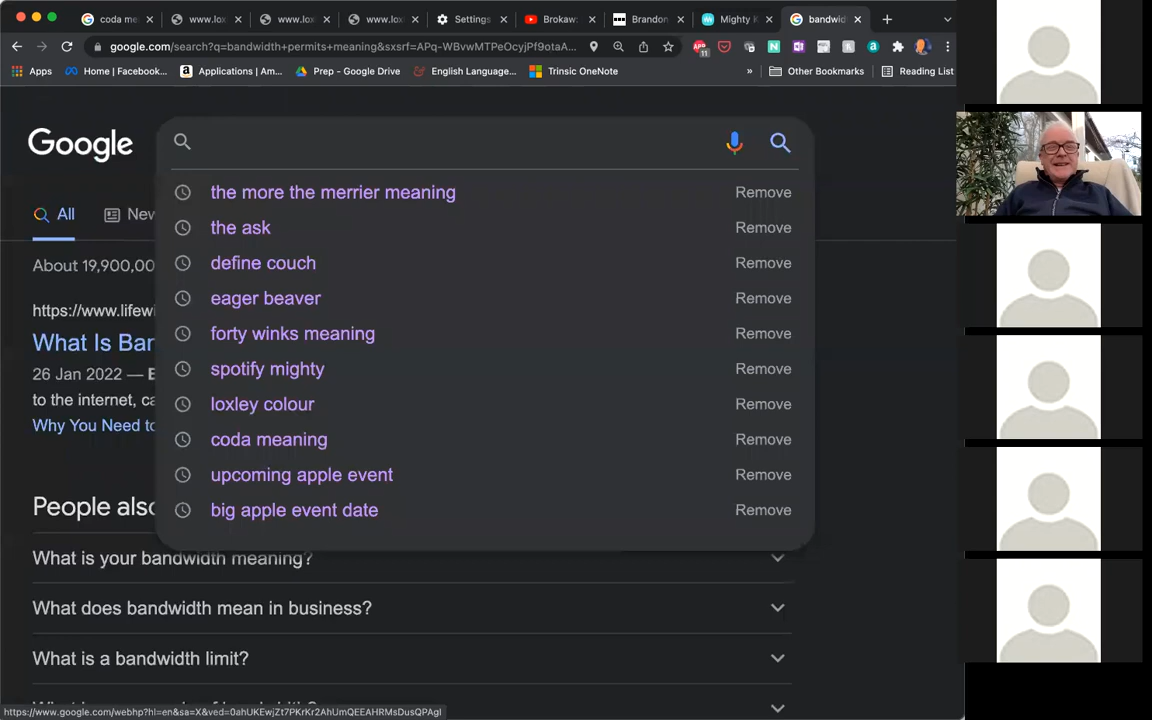 coda me
www.lox
www.lox
www.lox
Settings
Brokaw:
Brandon
Mighty K
bandwid
google.com/search?q=bandwidth+permits+meaning&sxsrf=APq-WBvwMTPeOcyjPf9otaA...
11
Apps
Home | Facebook...
Applications | Am...
Prep - Google Drive
English Language...
Trinsic OneNote
»
Other Bookmarks
Reading List
Google
the more the merrier meaning Remove
All
New
the ask Remove
About 19,900,00
define couch Remove
https://www.lifewi
eager beaver Remove
What Is Ban
forty winks meaning Remove
26 Jan 2022 —
spotify mighty Remove
to the internet, ca
loxley colour Remove
Why You Need to
coda meaning Remove
upcoming apple event Remove
People also
big apple event date Remove
What is your bandwidth meaning?
What does bandwidth mean in business?
What is a bandwidth limit?
https://www.google.com/webhp?hl=en&sa=X&ved=0ahUKEwjZt7PKrKr2AhUmQEEAHRMsDusQPAgI